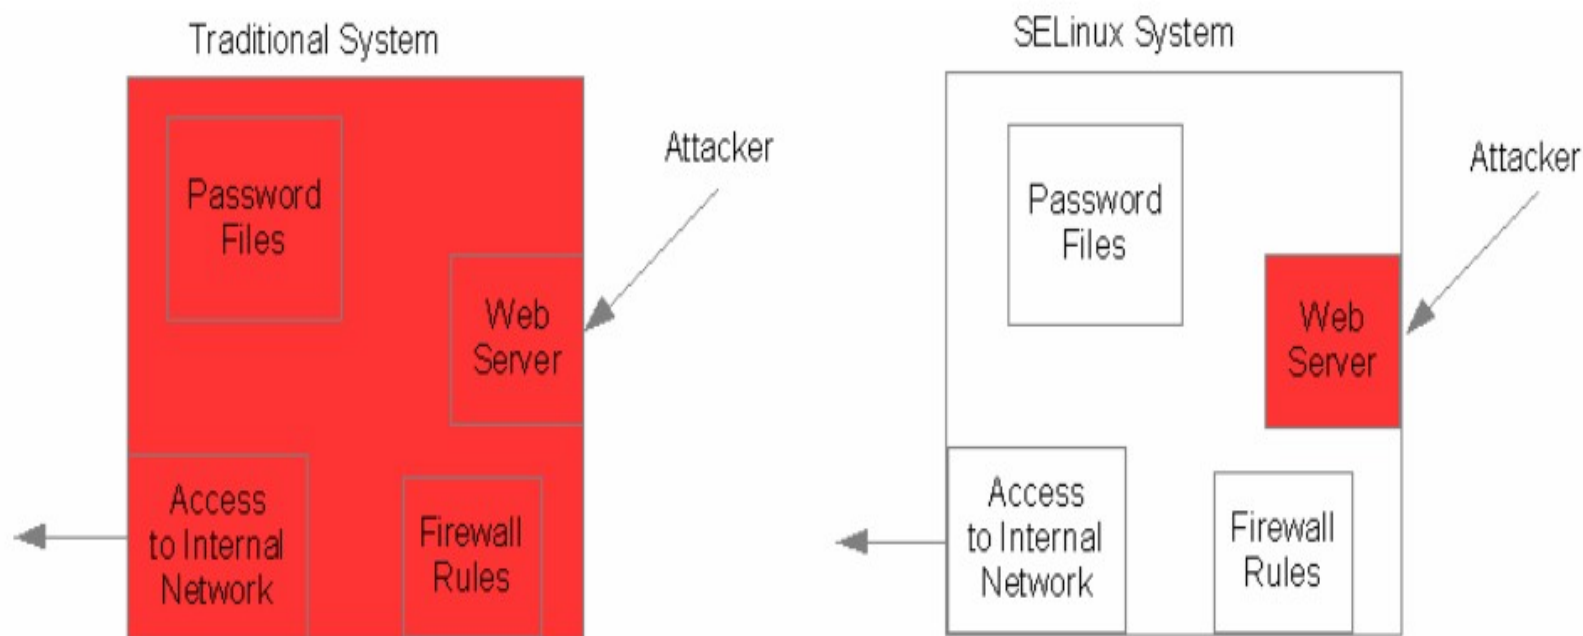 Traditional System
Password
Files
Attacker
Web
Server
Access
to Internal
Network
Firewall
Rules
SELinux System
Password
Files
Attacker
Web
Server
Access
to Internal
Network
Firewall
Rules